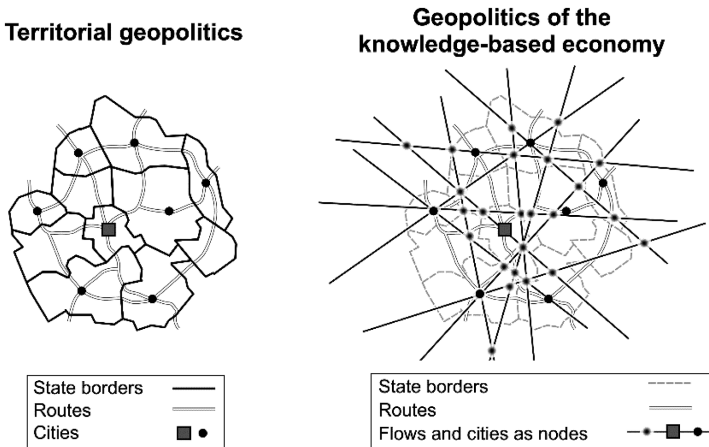 Territorial geopolitics
Geopolitics of the
knowledge-based economy
State borders
Routes
Cities
State borders
Routes
Flows and cities as nodes